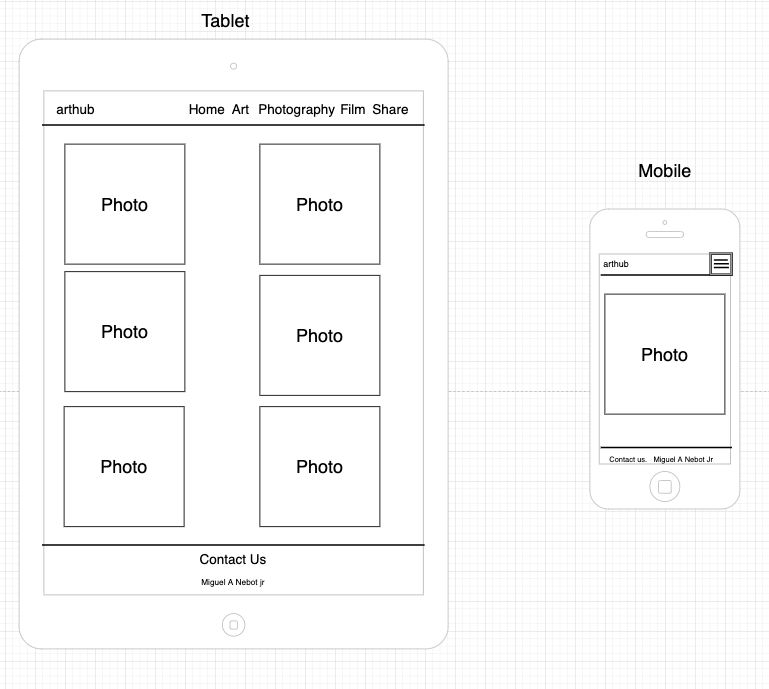 Tablet
arthub Home Art Photography Film Share
Photo Photo
Photo Photo
Photo Photo
Contact Us
Miguel A Nebot jr
Mobile
arthub
Photo
Contact us. Miguel A Nebot Jr